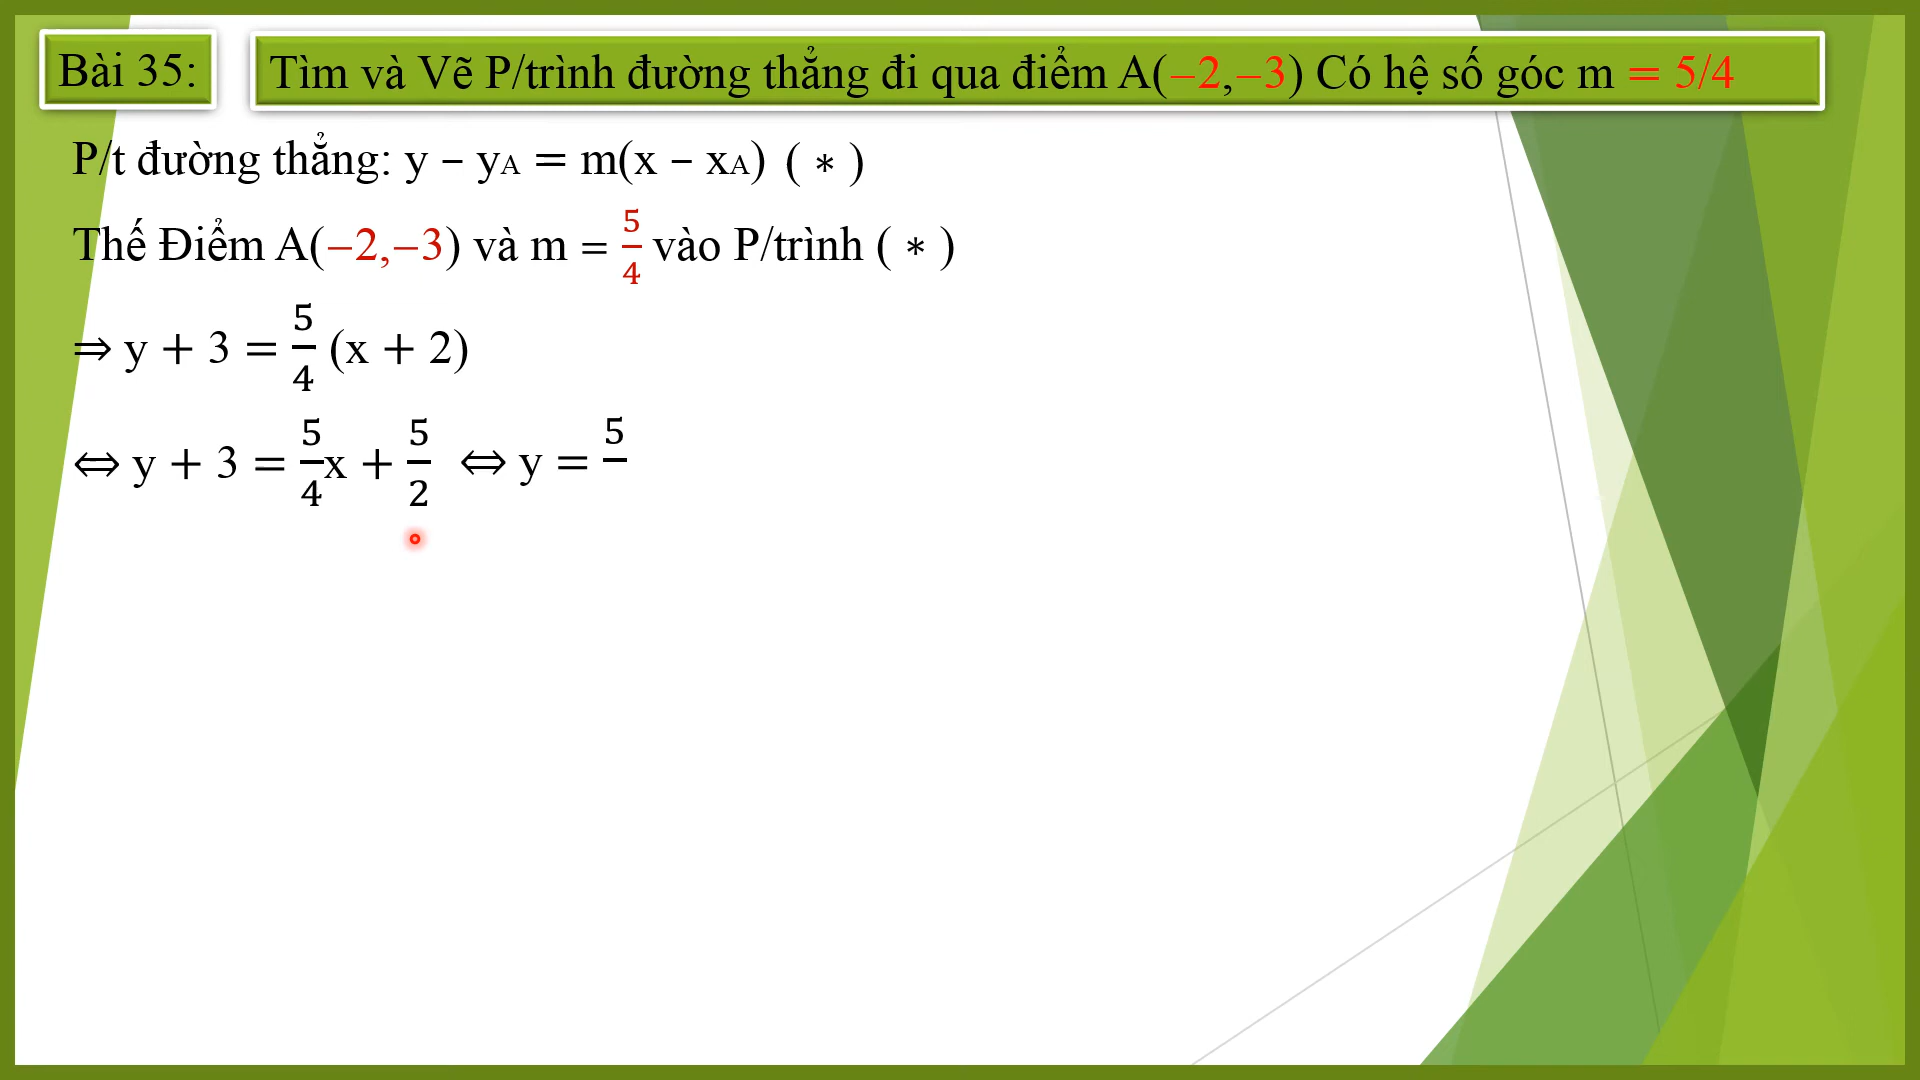 Bài 35:
Tìm và Vẽ P/trình đường thẳng đi qua điểm A(–2,–3) Có hệ số góc m = 5/4
P/t đường thẳng: y – yA = m(x – xA) ( * )
Thế Điểm A(–2,–3) và m = 5/4 vào P/trình ( * )
⇒ y + 3 = 5/4 (x + 2)
⇔ y + 3 = 5/4x + 5/2 ⇔ y = 5/